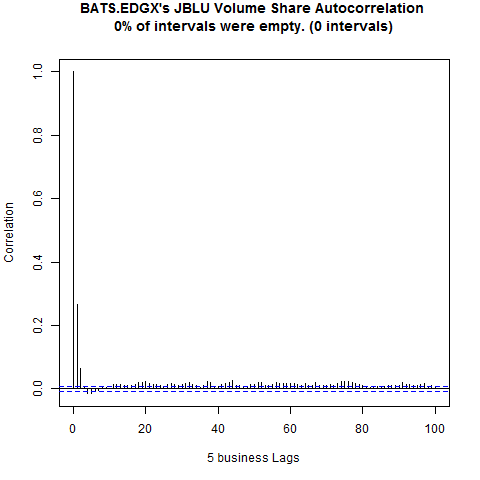 BATS.EDGX's JBLU Volume Share Autocorrelation
0% of intervals were empty. (0 intervals)
Correlation
1.0
0.8
0.6
0.4
0.2
0.0
0 20 40 60 80 100
5 business Lags